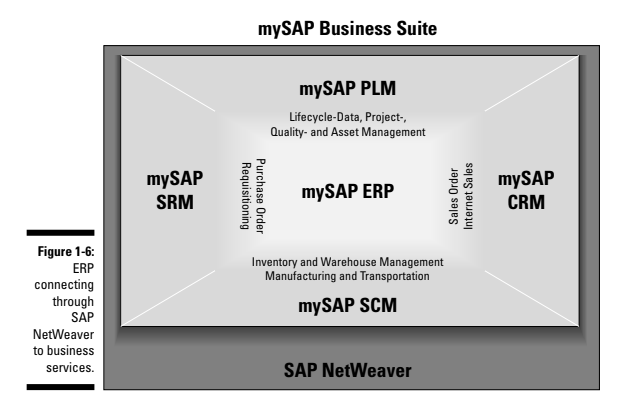 mySAP Business Suite
mySAP PLM
Lifecycle-Data, Project-,
Quality- and Asset Management
mySAP
SRM
Purchase Order
Requisitioning
mySAP ERP
Sales Order
Internet Sales
mySAP
CRM
Inventory and Warehouse Management
Manufacturing and Transportation
mySAP SCM
SAP NetWeaver
Figure 1-6:
ERP
connecting
through
SAP
NetWeaver
to business
services.